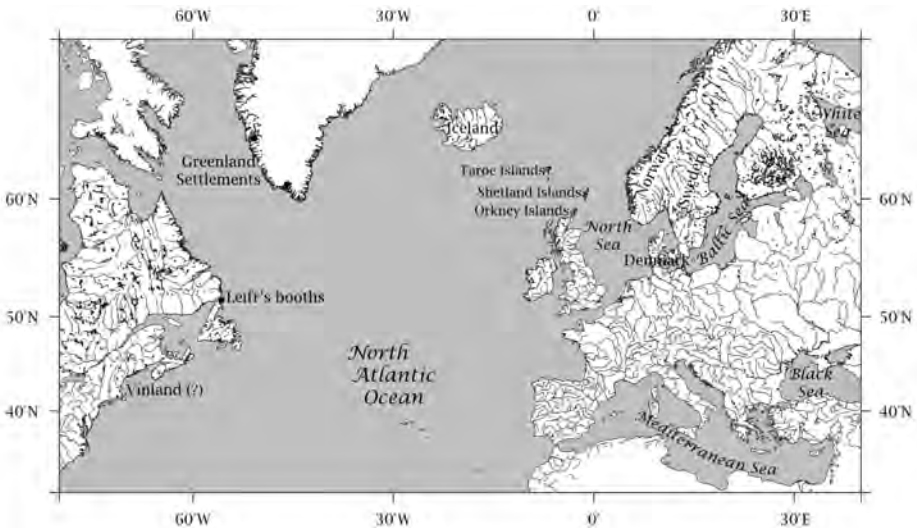 60°W 30°W 0° 30°E
White
Sea
Iceland
Greenland
Settlements
Taroe Islands
Norway
Sweden
Shetland Islands
Orkney Islands
60°N 60°N
North
Sea
Baltic Sea
Denmark
Leifr's booths
50°N 50°N
North
Atlantic
Ocean
Vinland (?)
Black
Sea
40°N 40°N
Mediterranean Sea
60°W 30°W 0° 30°E